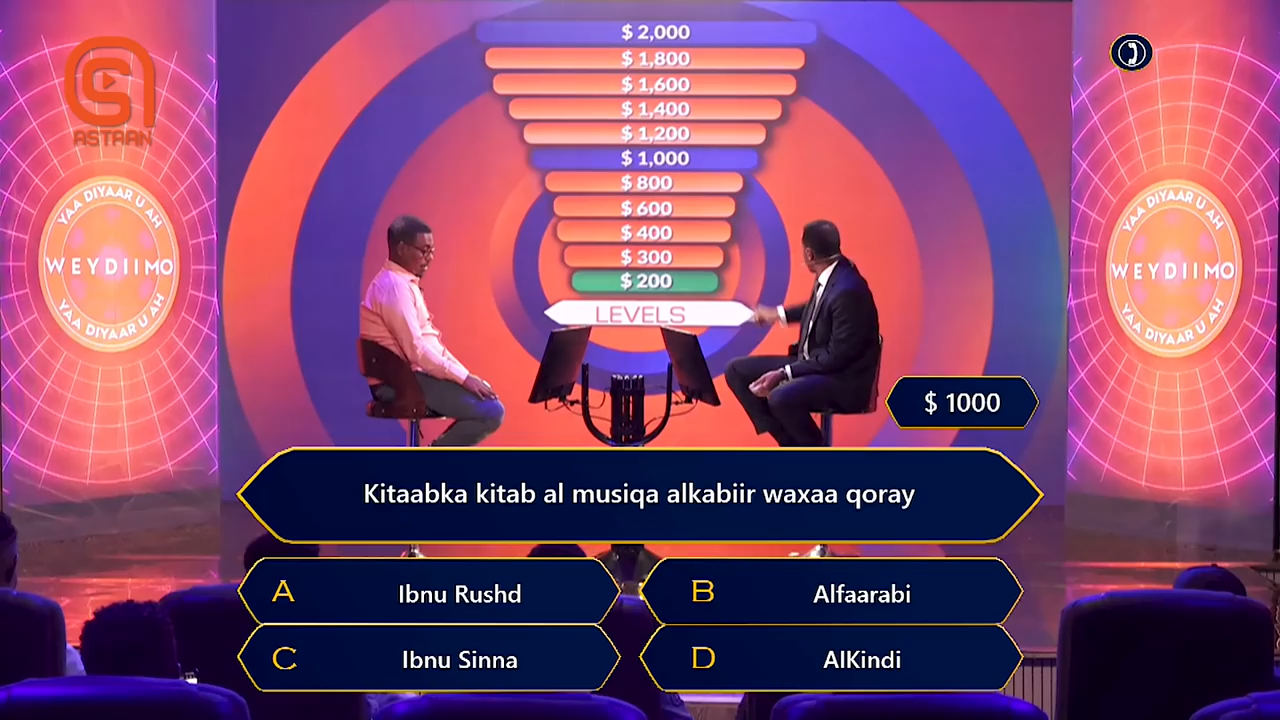 $ 2,000
$ 1,800
$ 1,600
$ 1,400
$ 1,200
$ 1,000
$ 800
$ 600
$ 400
$ 300
$ 200
LEVELS
ASTAAN
YAA DIYAAR U AH
WEYDIIMO
YAA DIYAAR U AH
YAA DIYAAR U AH
WEYDIIMO
YAA DIYAAR U AH
$ 1000
Kitaabka kitab al musiqa alkabiir waxaa qoray
A Ibnu Rushd
B Alfaarabi
C Ibnu Sinna
D AlKindi